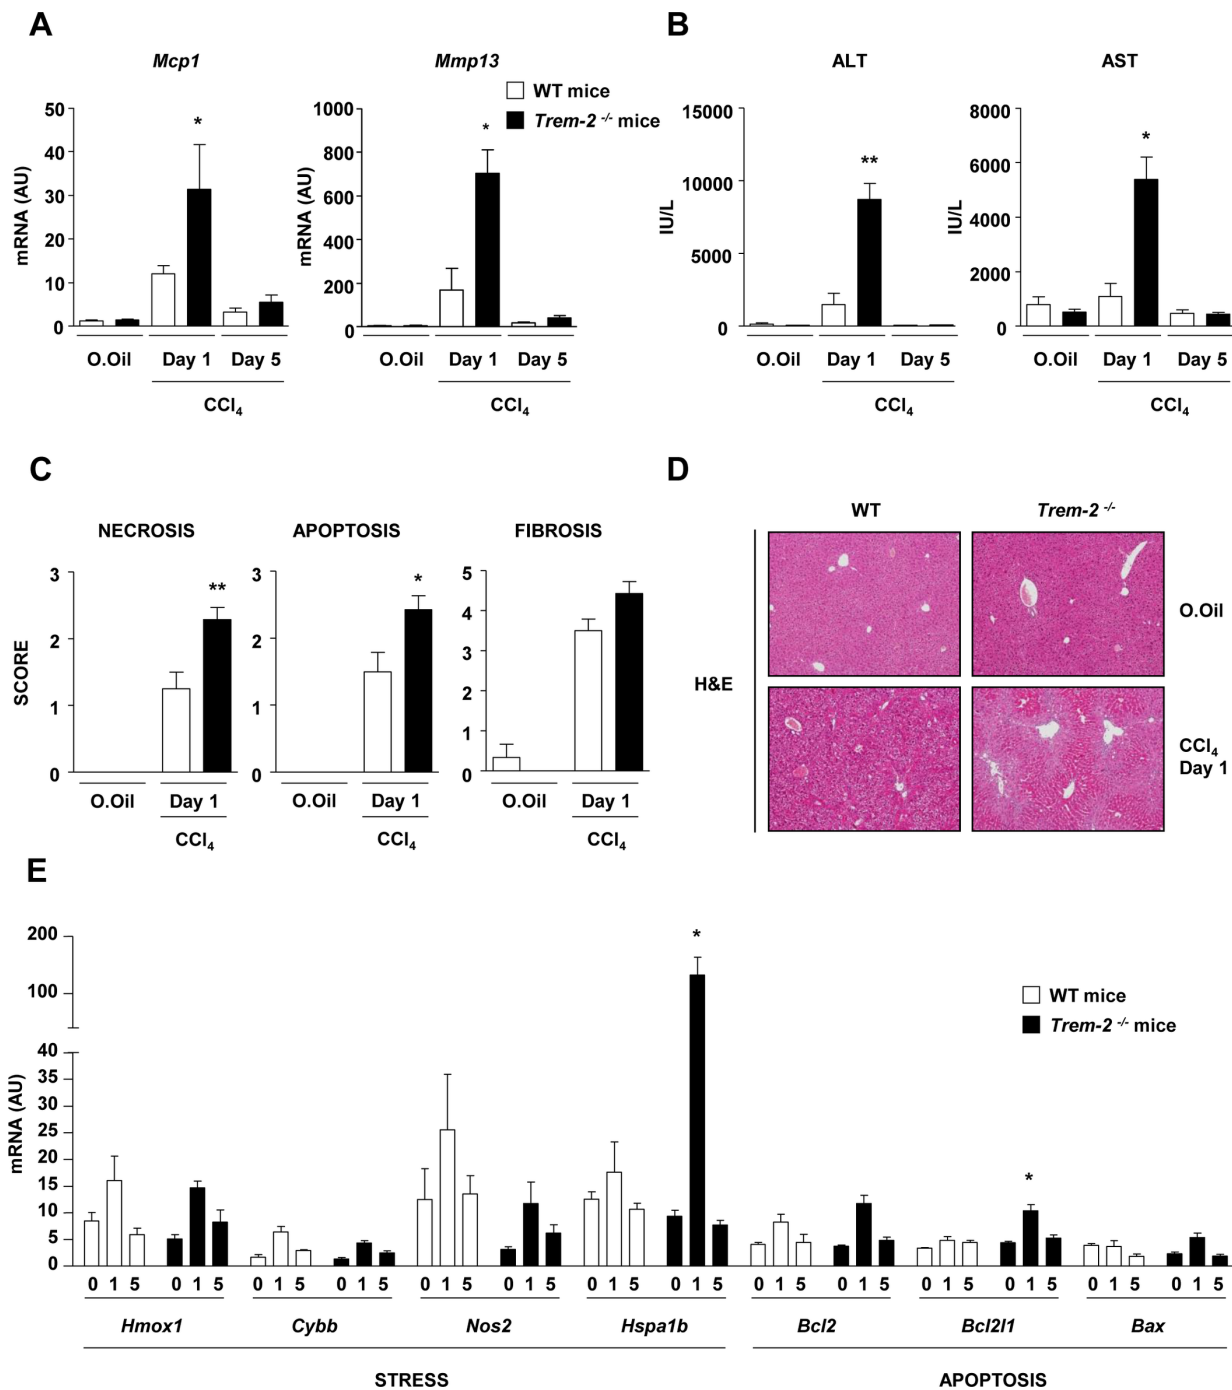 A
B
Mcp1
Mmp13
ALT
AST
WT mice
Trem-2 -/- mice
mRNA (AU)
50
40
30
20
10
0
O.Oil
Day 1
Day 5
CCl4
mRNA (AU)
1000
800
600
400
200
0
O.Oil
Day 1
Day 5
CCl4
IU/L
15000
10000
5000
0
O.Oil
Day 1
Day 5
CCl4
IU/L
8000
6000
4000
2000
0
O.Oil
Day 1
Day 5
CCl4
*
*
**
*
C
D
NECROSIS
APOPTOSIS
FIBROSIS
SCORE
3
2
1
0
**
O.Oil
Day 1
CCl4
3
2
1
0
*
O.Oil
Day 1
CCl4
5
4
3
2
1
0
O.Oil
Day 1
CCl4
WT
Trem-2 -/-
H&E
O.Oil
CCl4
Day 1
E
mRNA (AU)
200
100
40
35
30
25
20
15
10
5
0
*
*
WT mice
Trem-2 -/- mice
0 1 5 0 1 5 0 1 5 0 1 5 0 1 5 0 1 5 0 1 5 0 1 5 0 1 5 0 1 5 0 1 5 0 1 5 0 1 5 0 1 5
Hmox1 Cybb Nos2 Hspa1b Bcl2 Bcl2l1 Bax
STRESS APOPTOSIS